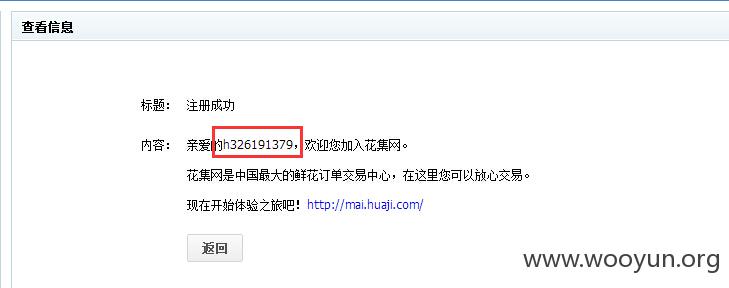 查看信息
标题： 注册成功
内容： 亲爱的h326191379，欢迎您加入花集网。
花集网是中国最大的鲜花订单交易中心，在这里您可以放心交易。
现在开始体验之旅吧！http://mai.huaji.com/
返回
www.wooyun.org